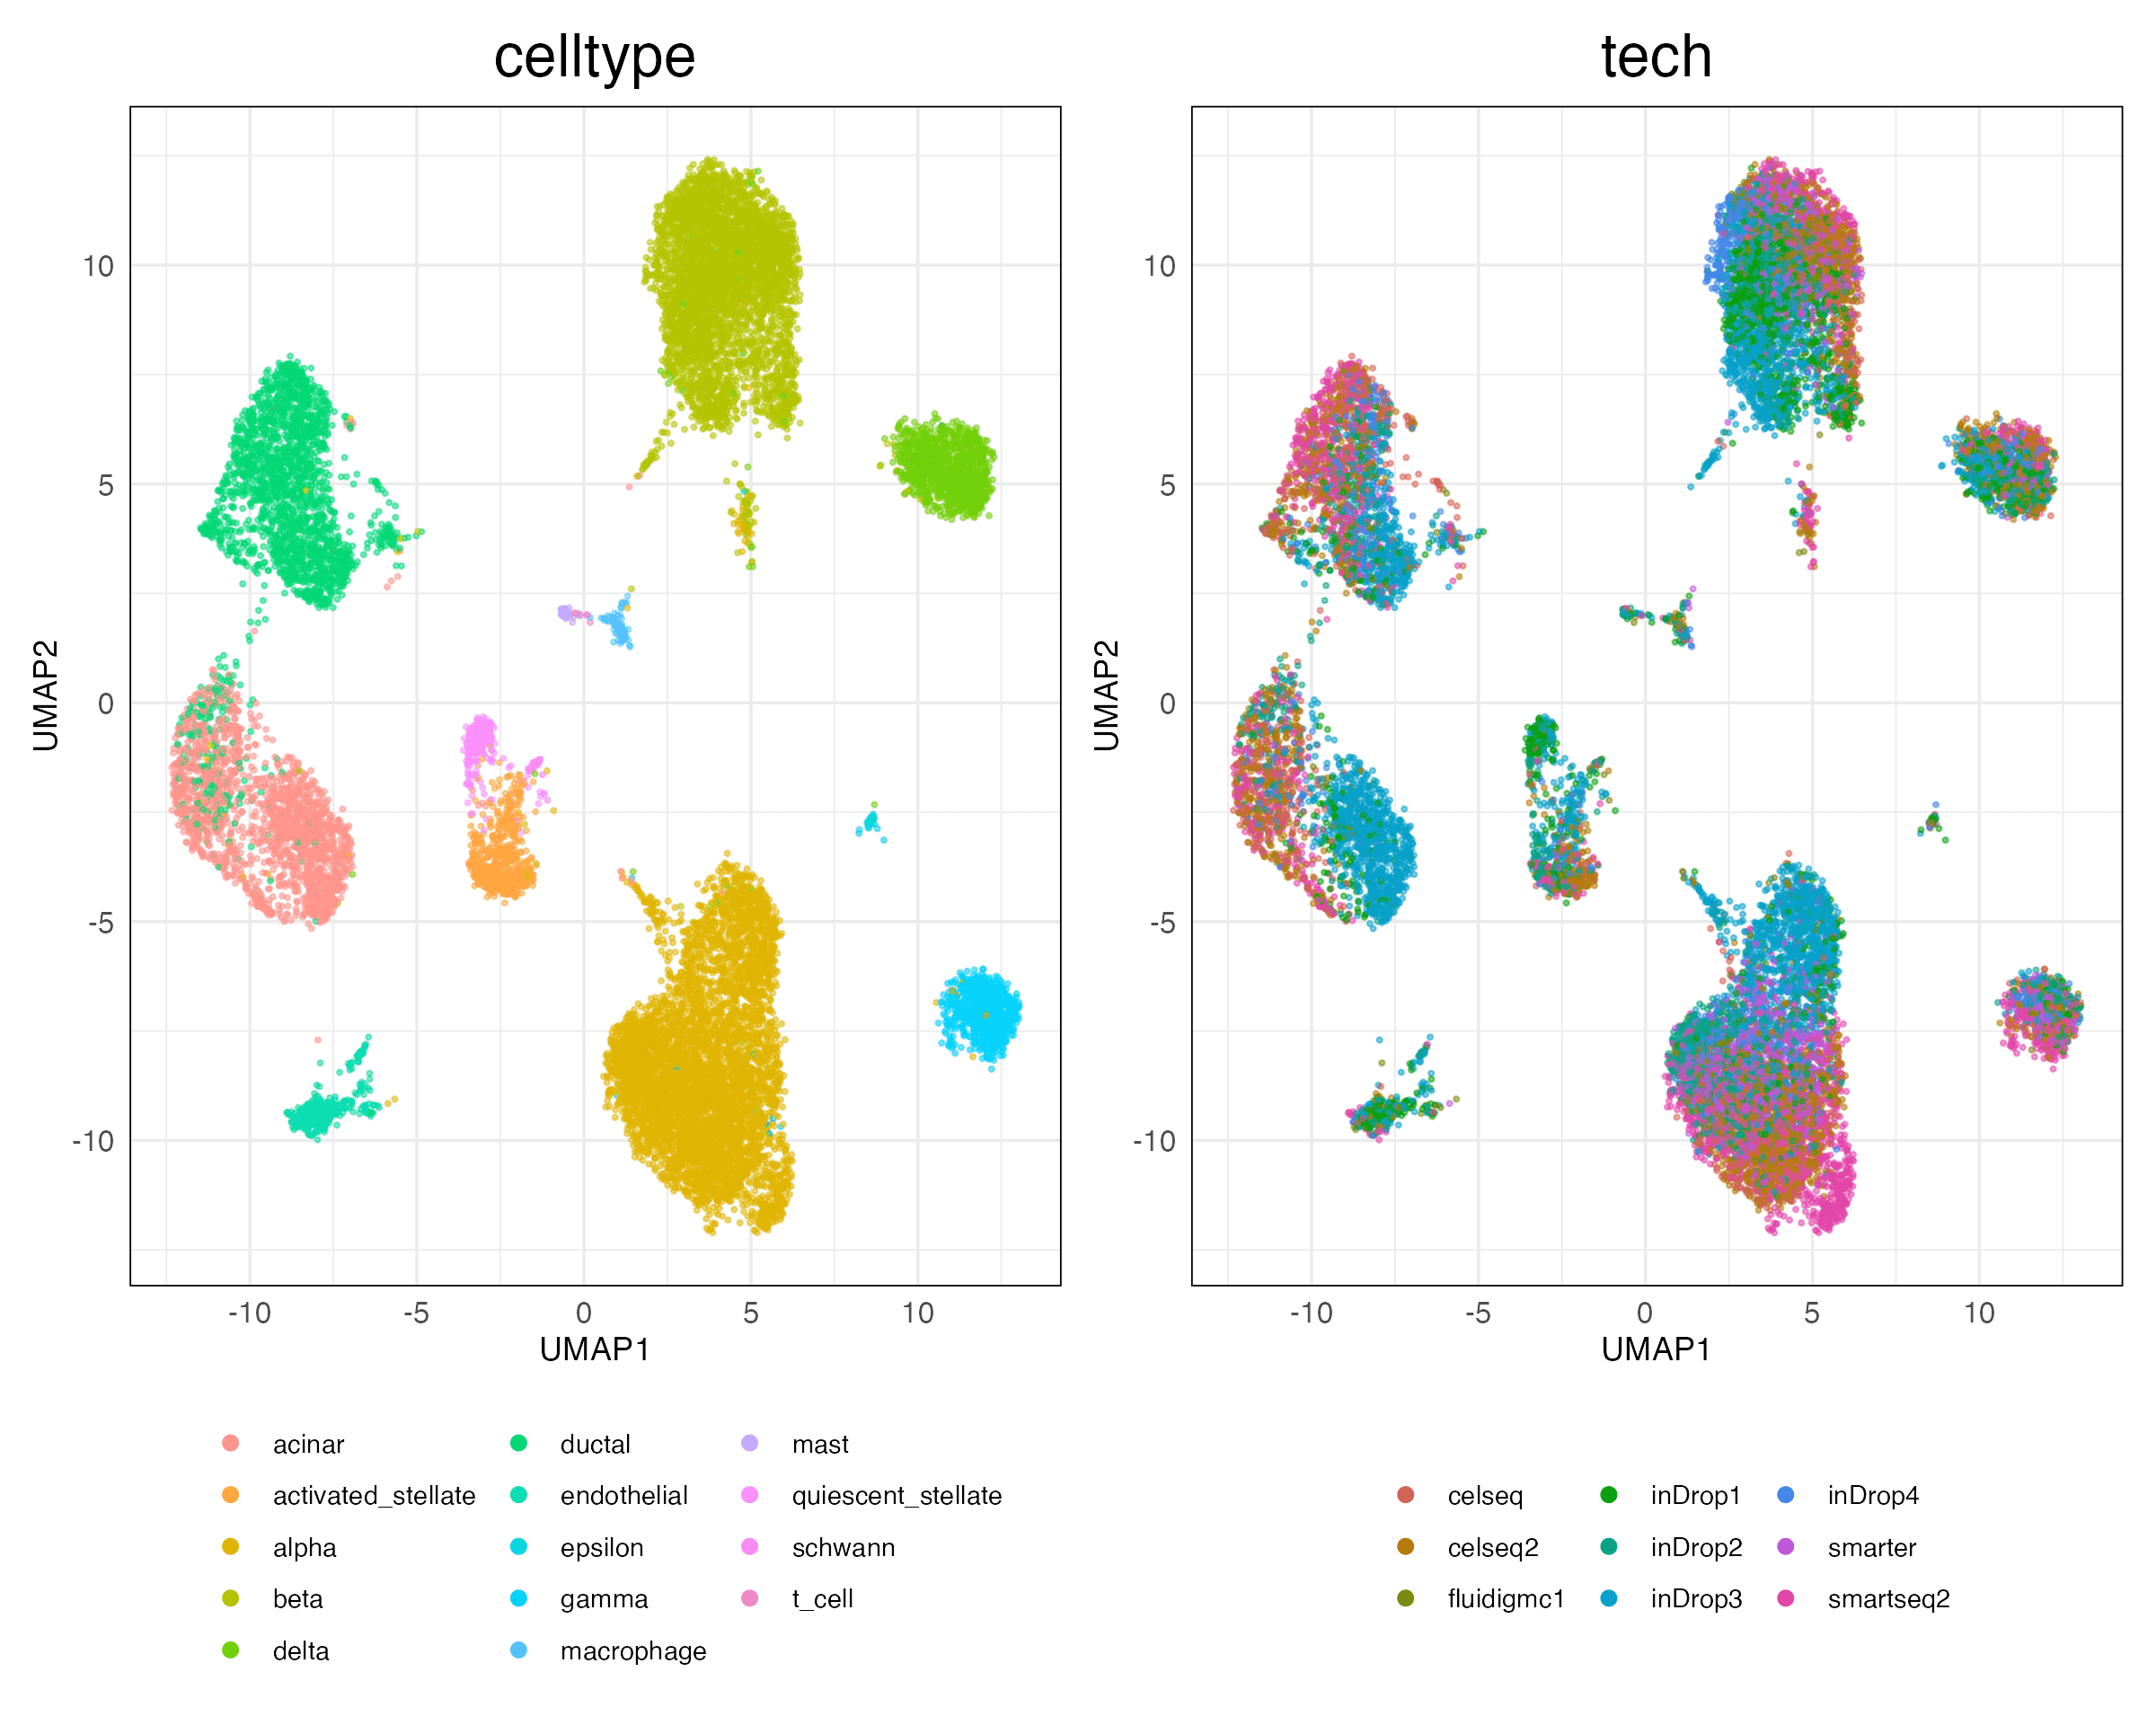 celltype
tech
10
5
0
-5
-10
UMAP2
-10
-5
0
5
10
UMAP1
10
5
0
-5
-10
UMAP2
-10
-5
0
5
10
UMAP1
acinar
activated_stellate
alpha
beta
delta
ductal
endothelial
epsilon
gamma
macrophage
mast
quiescent_stellate
schwann
t_cell
celseq
celseq2
fluidigmc1
inDrop1
inDrop2
inDrop3
inDrop4
smarter
smartseq2